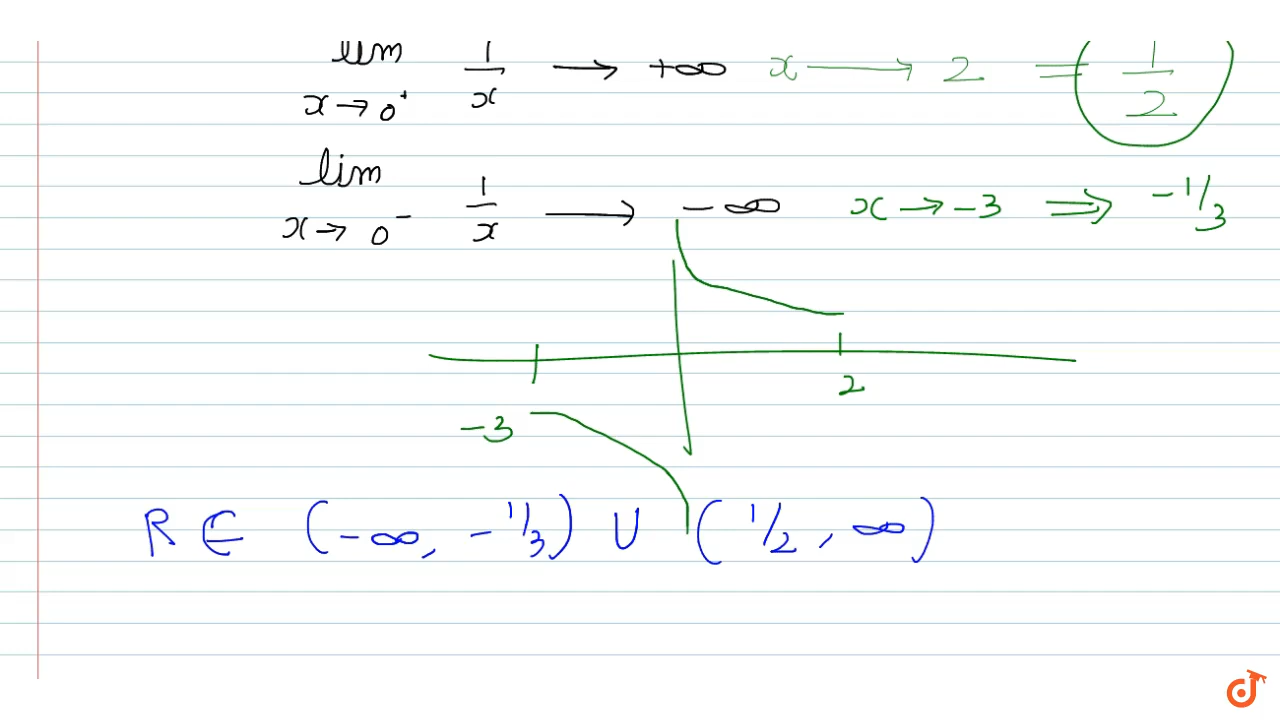 lim 1/x → +∞ x → 2 = 1/2
x → 0⁺
lim 1/x → -∞ x → -3 ⇒ -1/3
x → 0⁻
2
-3
R ∈ (-∞, -1/3) ∪ (1/2, ∞)